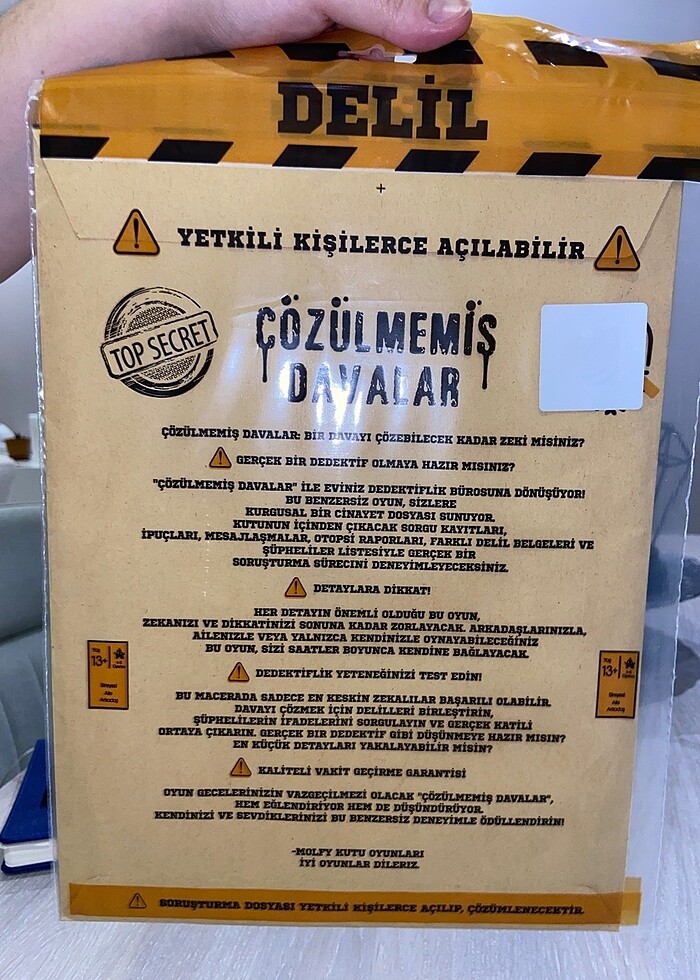 DELİL
YETKİLİ KİŞİLERCE AÇILABİLİR
TOP SECRET
ÇÖZÜLMEMİŞ
DAVALAR
ÇÖZÜLMEMİŞ DAVALAR: BİR DAVAYI ÇÖZEBİLECEK KADAR ZEKİ MİSİNİZ?
GERÇEK BİR DEDEKTİF OLMAYA HAZIR MISINIZ?
"ÇÖZÜLMEMİŞ DAVALAR" İLE EVİNİZ DEDEKTİFLİK BÜROSUNA DÖNÜŞÜYOR!
BU BENZERSİZ OYUN, SİZLERE
KURGUSAL BİR CİNAYET DOSYASI SUNUYOR.
KUTUNUN İÇİNDEN ÇIKACAK SORGU KAYITLARI,
İPUÇLARI, MESAJLAŞMALAR, OTOPSİ RAPORLARI, FARKLI DELİL BELGELERİ VE
ŞÜPHELİLER LİSTESİYLE GERÇEK BİR
SORUŞTURMA SÜRECİNİ DENEYİMLEYECEKSİNİZ.
DETAYLARA DİKKAT!
HER DETAYIN ÖNEMLİ OLDUĞU BU OYUN,
ZEKANIZI VE DİKKATİNİZİ SONUNA KADAR ZORLAYACAK. ARKADAŞLARINIZLA,
AİLENİZLE VEYA YALNIZCA KENDİNİZLE OYNAYABİLECEĞİNİZ
BU OYUN, SİZİ SAATLER BOYUNCA KENDİNE BAĞLAYACAK.
DEDEKTİFLİK YETENEĞİNİZİ TEST EDİN!
BU MACERADA SADECE EN KESKİN ZEKALILAR BAŞARILI OLABİLİR.
DAVAYI ÇÖZMEK İÇİN DELİLLERİ BİRLEŞTİRİN,
ŞÜPHELİLERİN İFADELERİNİ SORGULAYIN VE GERÇEK KATİLİ
ORTAYA ÇIKARIN. GERÇEK BİR DEDEKTİF GİBİ DÜŞÜNMEYE HAZIR MISIN?
EN KÜÇÜK DETAYLARI YAKALAYABİLİR MİSİN?
KALİTELİ VAKİT GEÇİRME GARANTİSİ
OYUN GECELERİNİZİN VAZGEÇİLMEZİ OLACAK "ÇÖZÜLMEMİŞ DAVALAR",
HEM EĞLENDİRİYOR HEM DE DÜŞÜNDÜRÜYOR.
KENDİNİZİ VE SEVDİKLERİNİZİ BU BENZERSİZ DENEYİMLE ÖDÜLLENDİRİN!
-MOLFY KUTU OYUNLARI
İYİ OYUNLAR DİLERİZ.
Yaş
13+
Bireysel
Aile
Arkadaş
Yaş
13+
Bireysel
Aile
Arkadaş
SORUŞTURMA DOSYASI YETKİLİ KİŞİLERCE AÇILIP, ÇÖZÜMLENECEKTİR.